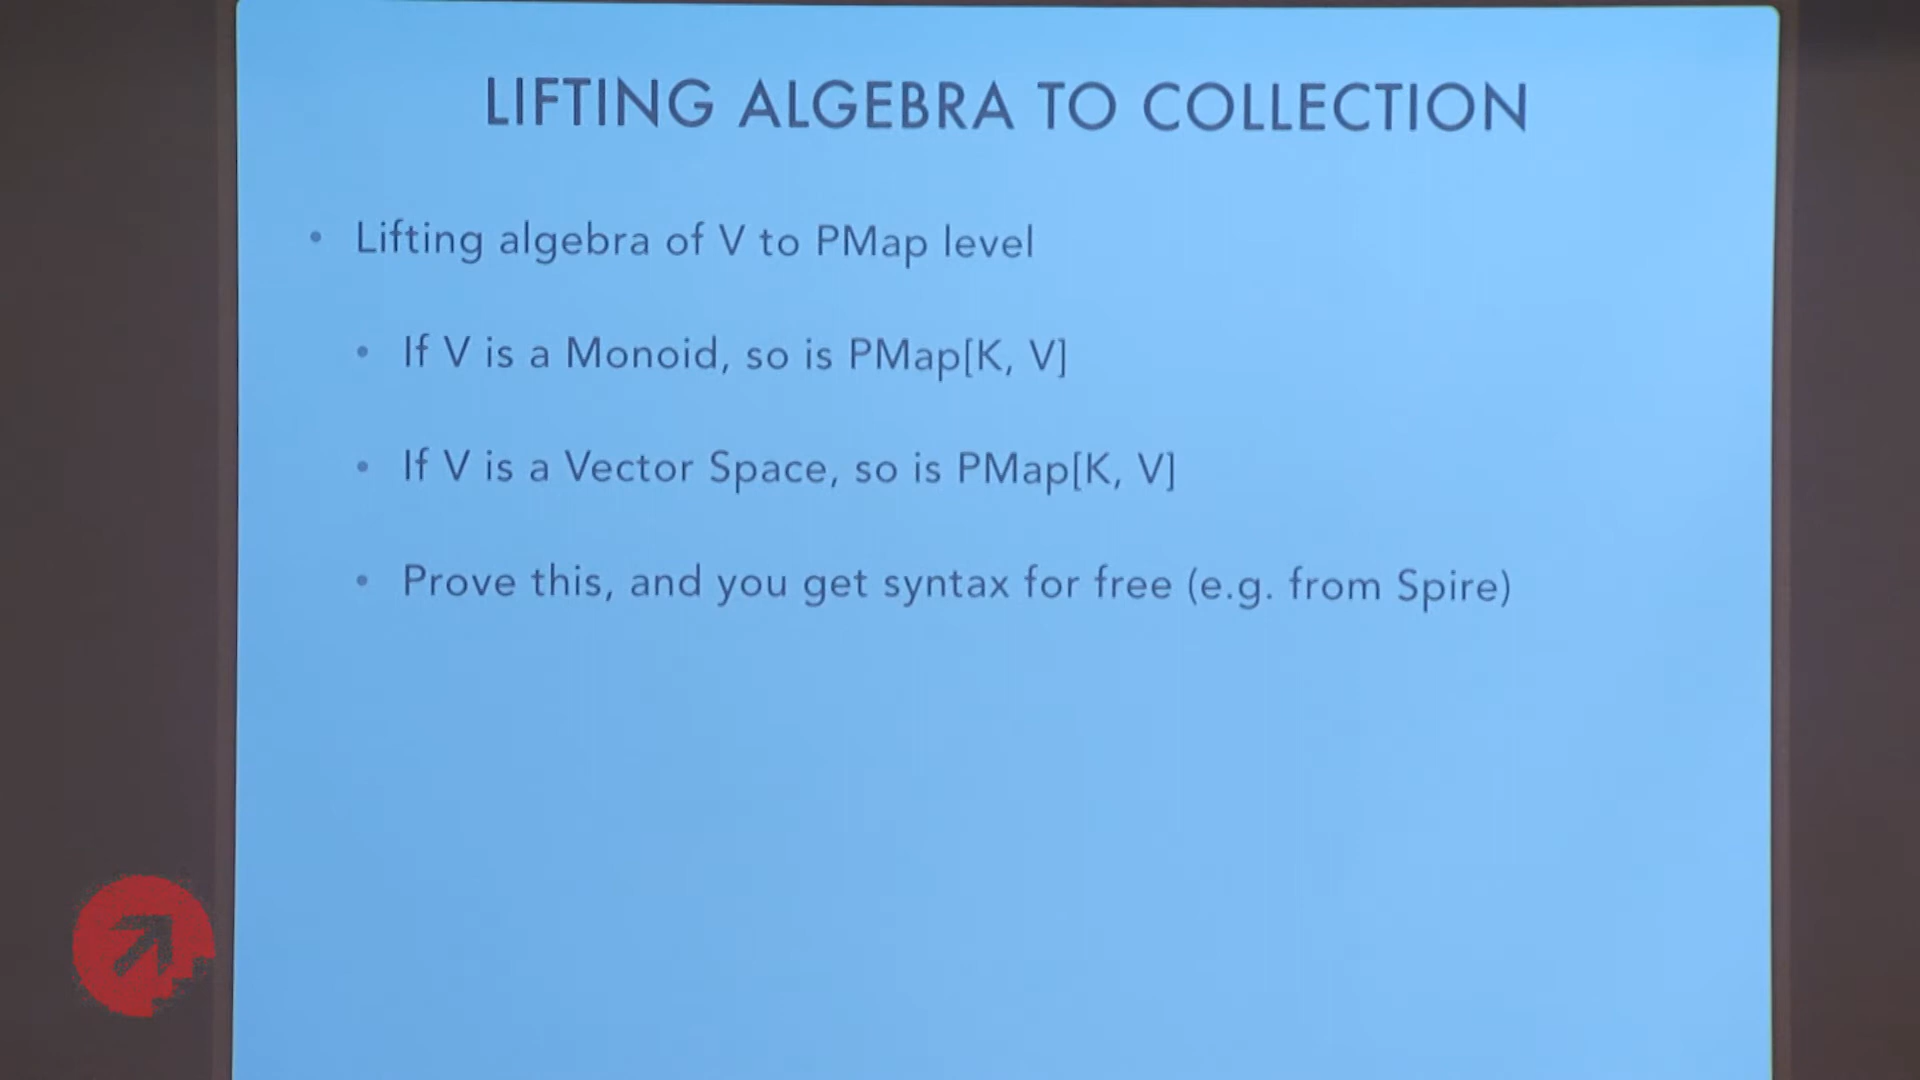 LIFTING ALGEBRA TO COLLECTION
• Lifting algebra of V to PMap level
• If V is a Monoid, so is PMap[K, V]
• If V is a Vector Space, so is PMap[K, V]
• Prove this, and you get syntax for free (e.g. from Spire)